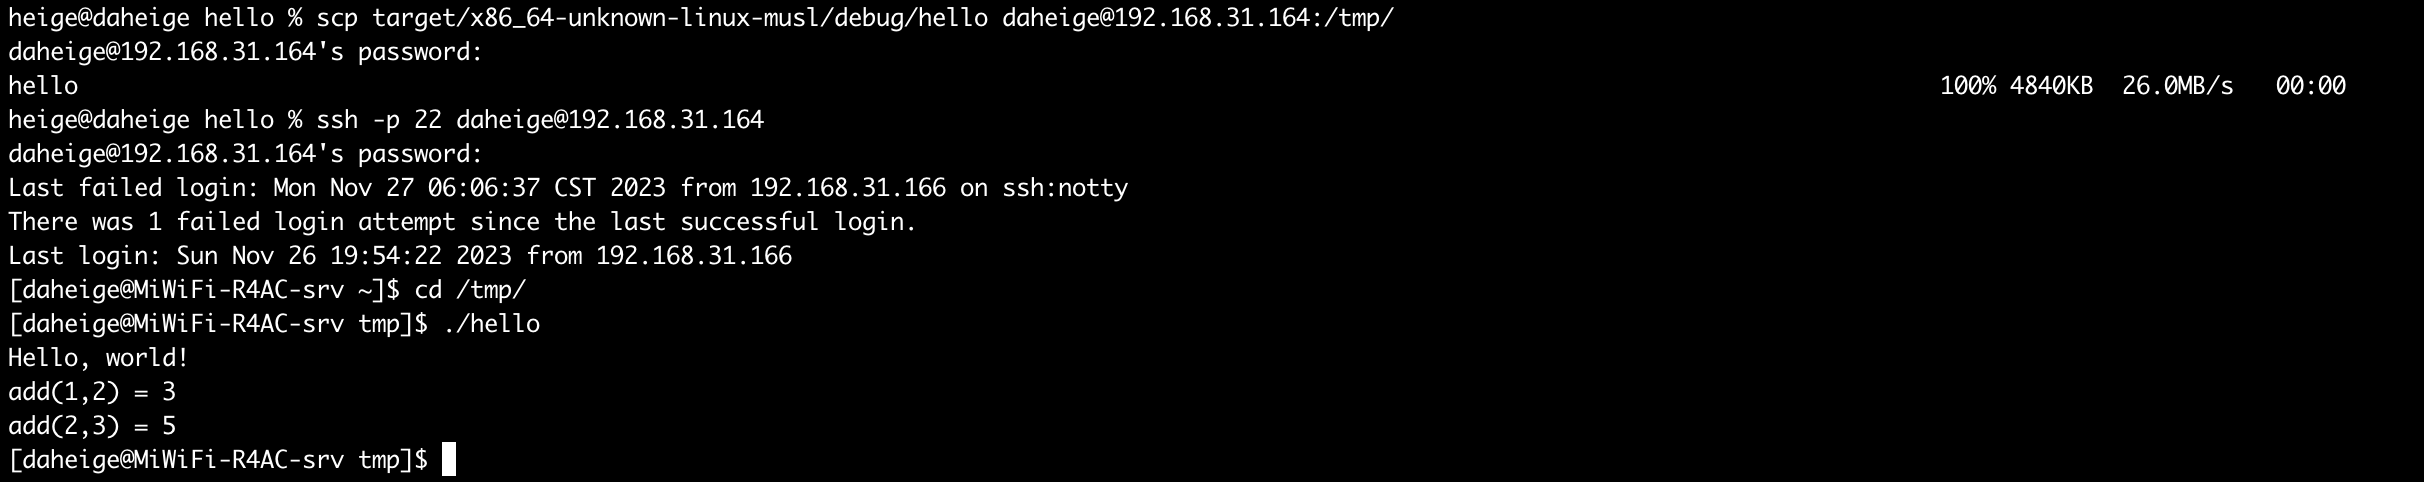 heige@daheige hello % scp target/x86_64-unknown-linux-musl/debug/hello daheige@192.168.31.164:/tmp/
daheige@192.168.31.164's password:
hello 100% 4840KB 26.0MB/s 00:00
heige@daheige hello % ssh -p 22 daheige@192.168.31.164
daheige@192.168.31.164's password:
Last failed login: Mon Nov 27 06:06:37 CST 2023 from 192.168.31.166 on ssh:notty
There was 1 failed login attempt since the last successful login.
Last login: Sun Nov 26 19:54:22 2023 from 192.168.31.166
[daheige@MiWiFi-R4AC-srv ~]$ cd /tmp/
[daheige@MiWiFi-R4AC-srv tmp]$ ./hello
Hello, world!
add(1,2) = 3
add(2,3) = 5
[daheige@MiWiFi-R4AC-srv tmp]$